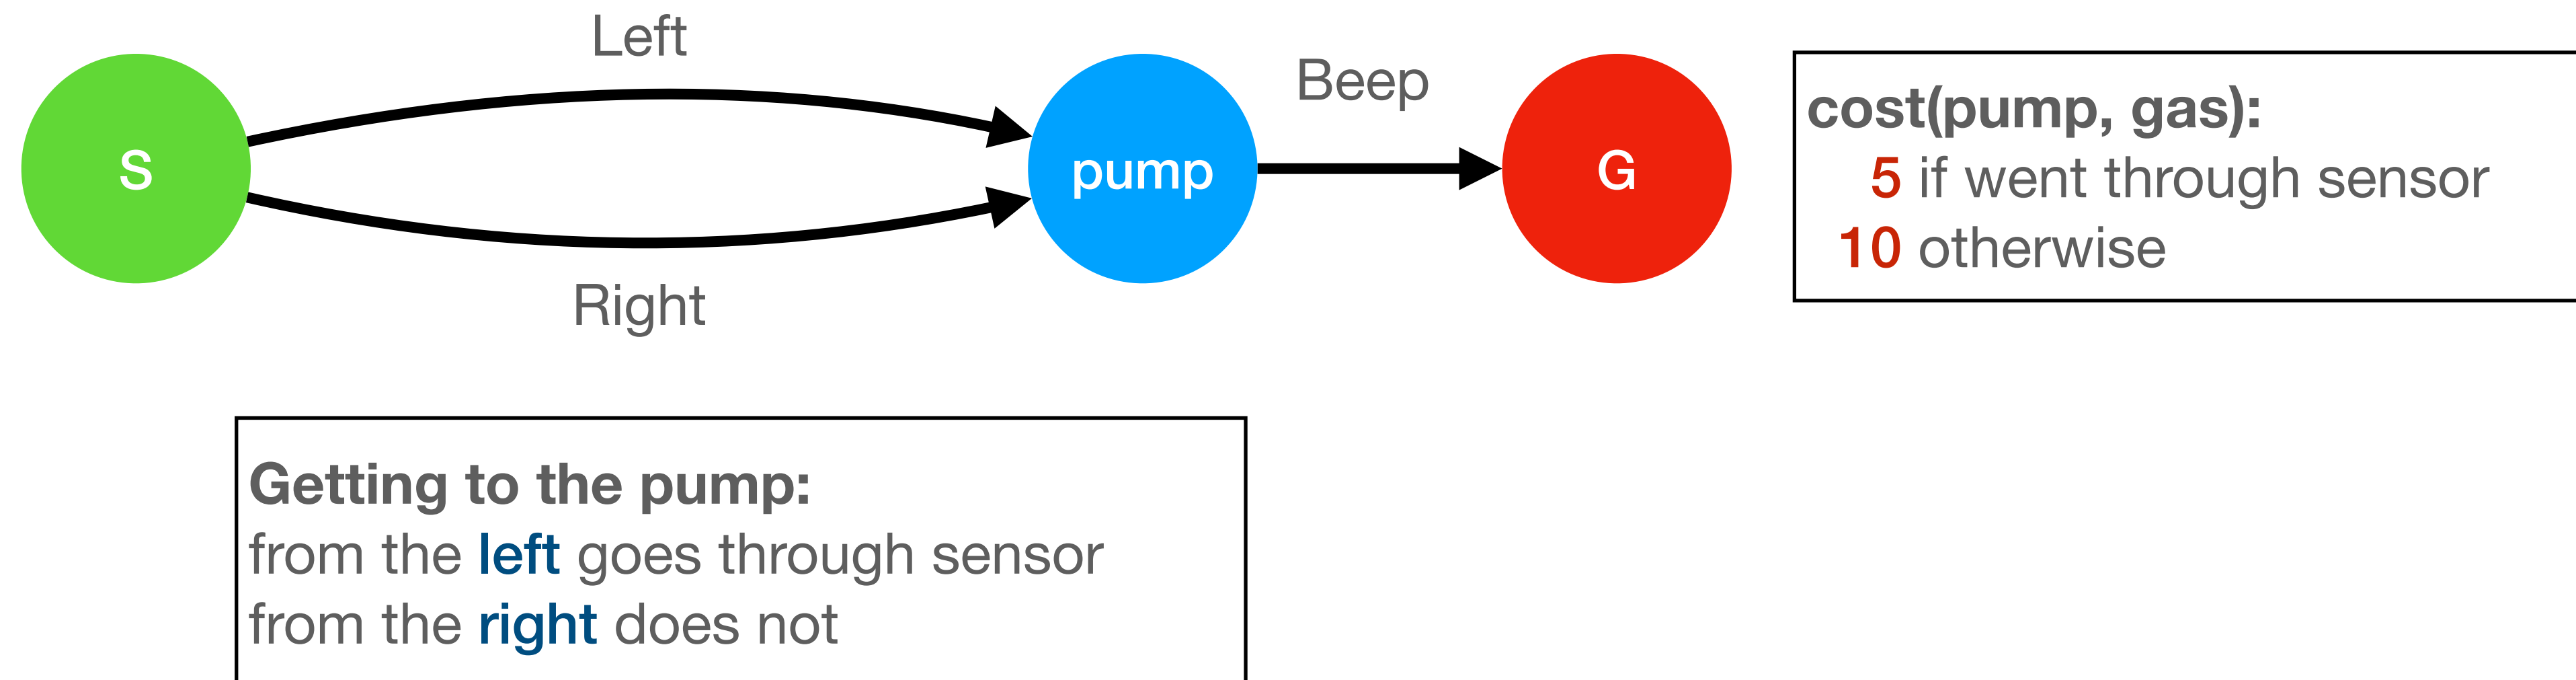 Left
S
pump
Beep
G
Right
cost(pump, gas):
5 if went through sensor
10 otherwise
Getting to the pump:
from the left goes through sensor
from the right does not